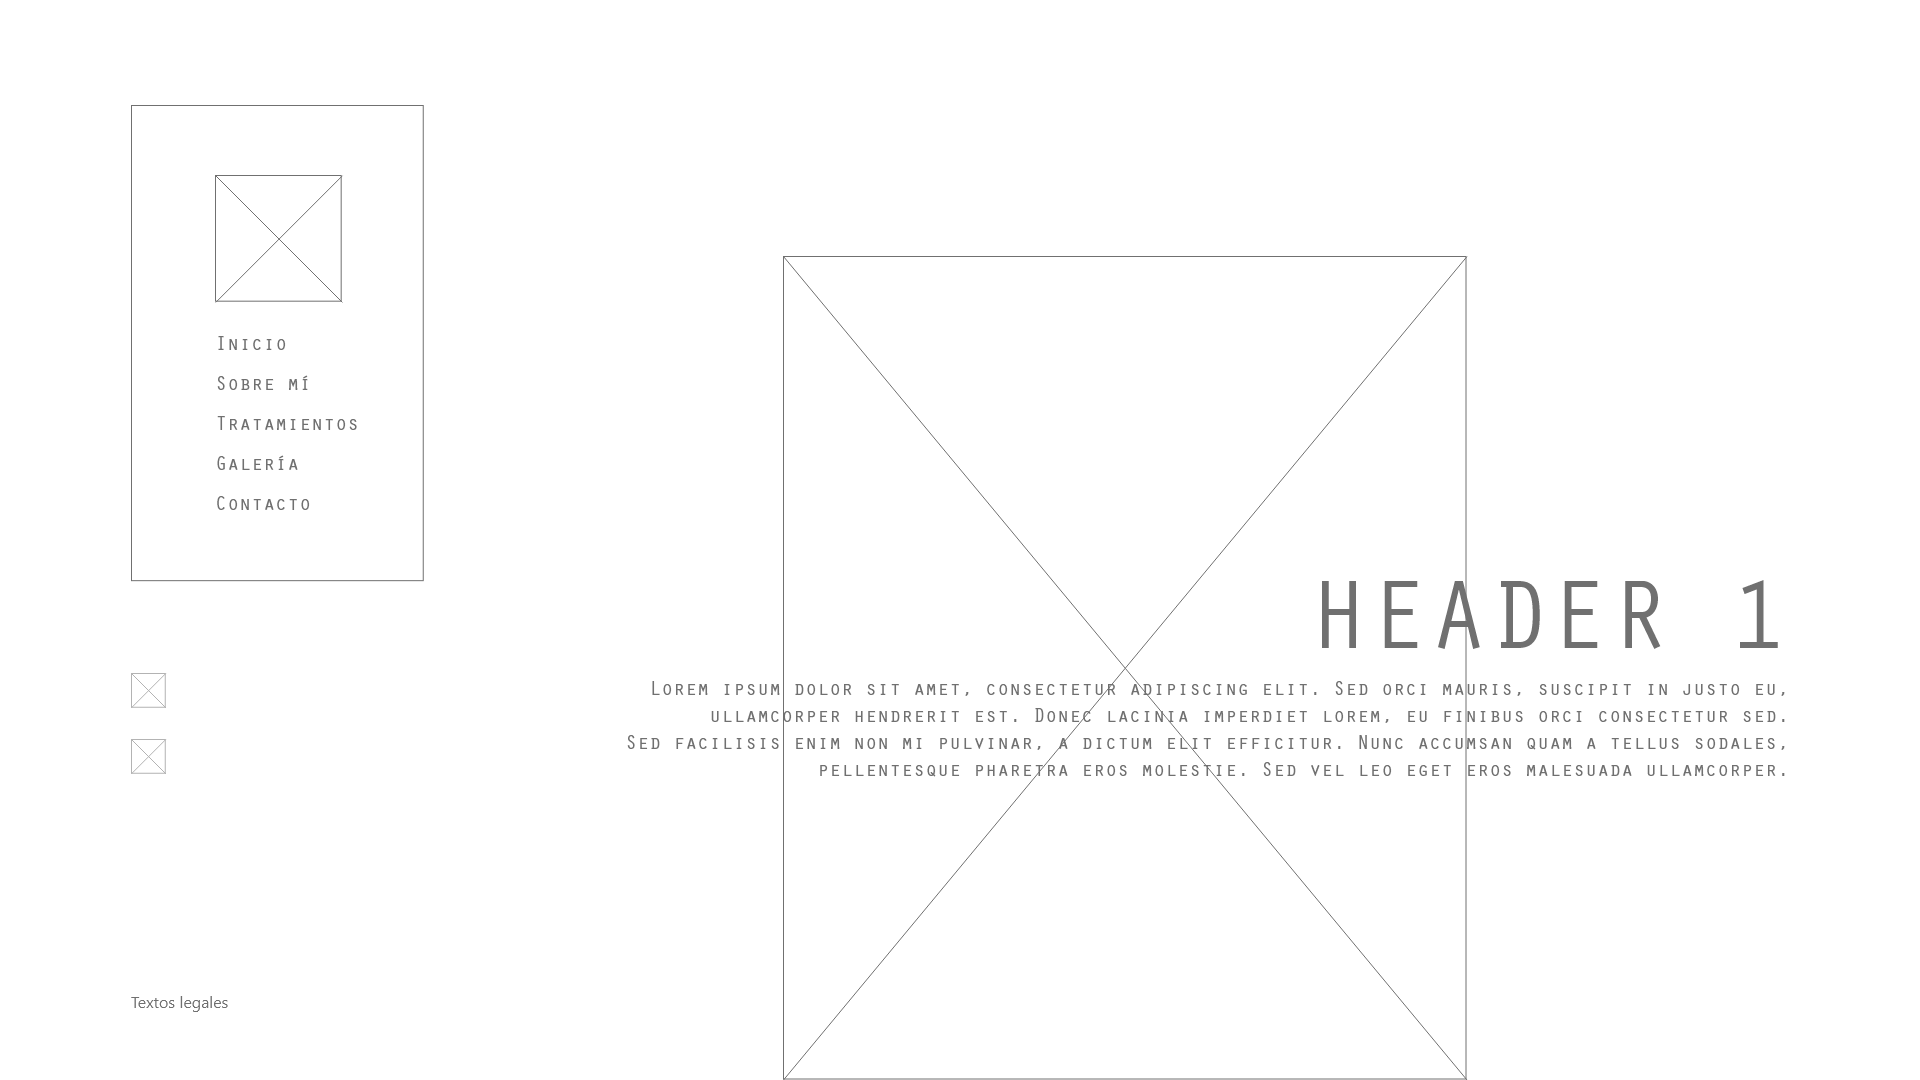 Inicio
Sobre mí
Tratamientos
Galería
Contacto
HEADER 1
Lorem ipsum dolor sit amet, consectetur adipiscing elit. Sed orci mauris, suscipit in justo eu,
ullamcorper hendrerit est. Donec lacinia imperdiet lorem, eu finibus orci consectetur sed.
Sed facilisis enim non mi pulvinar, a dictum elit efficitur. Nunc accumsan quam a tellus sodales,
pellentesque pharetra eros molestie. Sed vel leo eget eros malesuada ullamcorper.
Textos legales